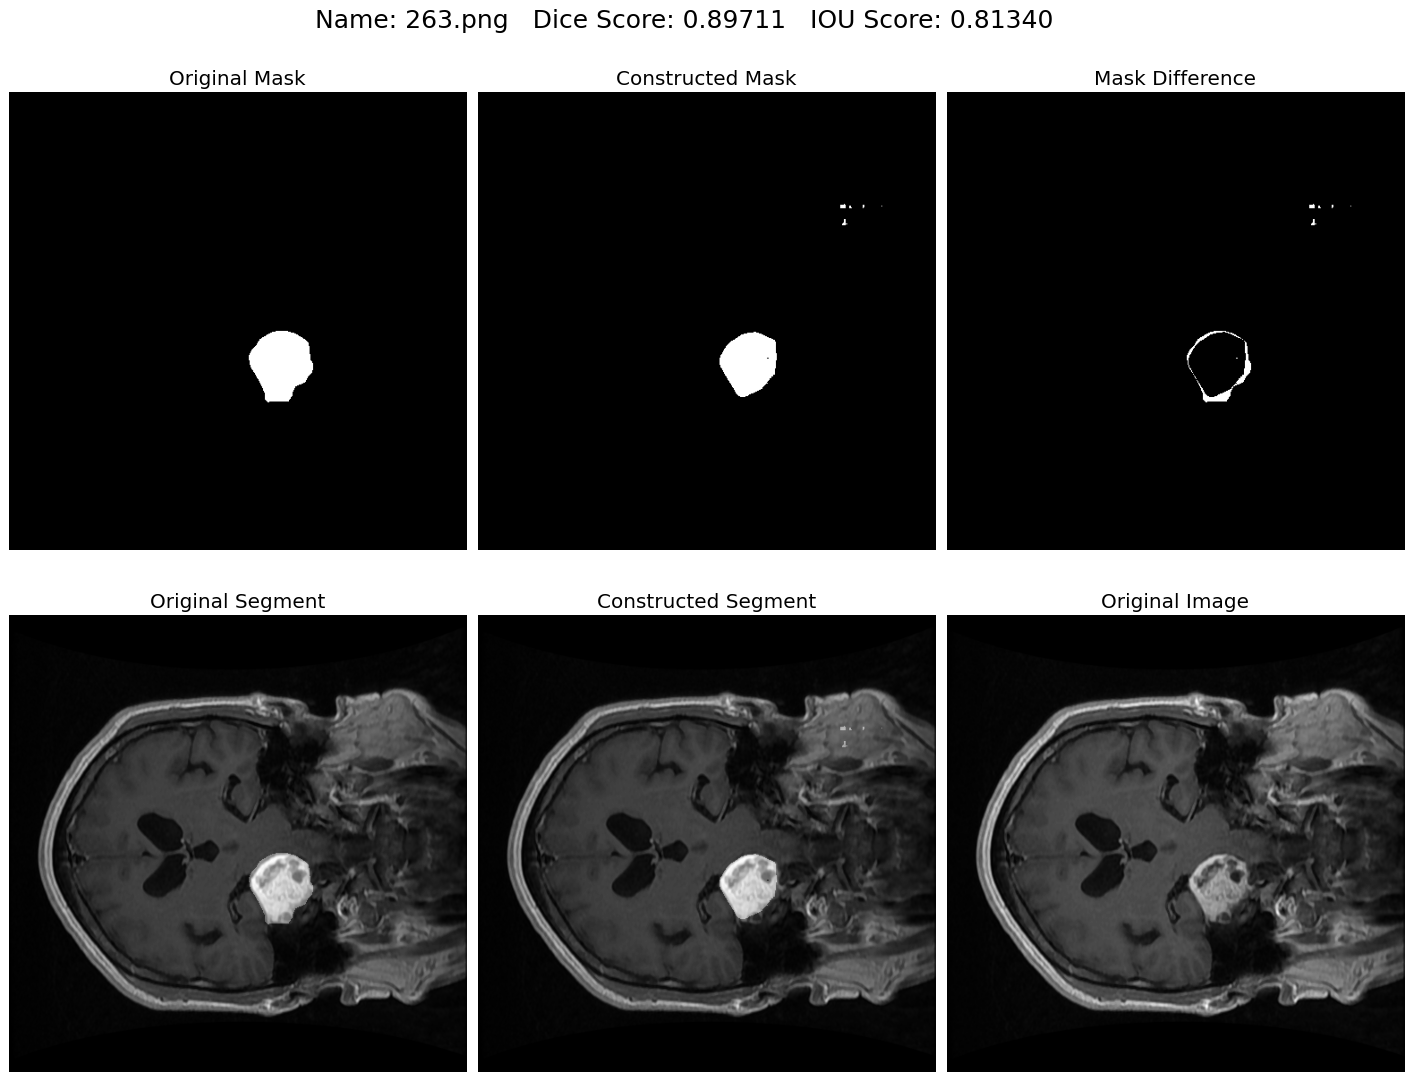 Name: 263.png   Dice Score: 0.89711   IOU Score: 0.81340
Original Mask
Constructed Mask
Mask Difference
Original Segment
Constructed Segment
Original Image